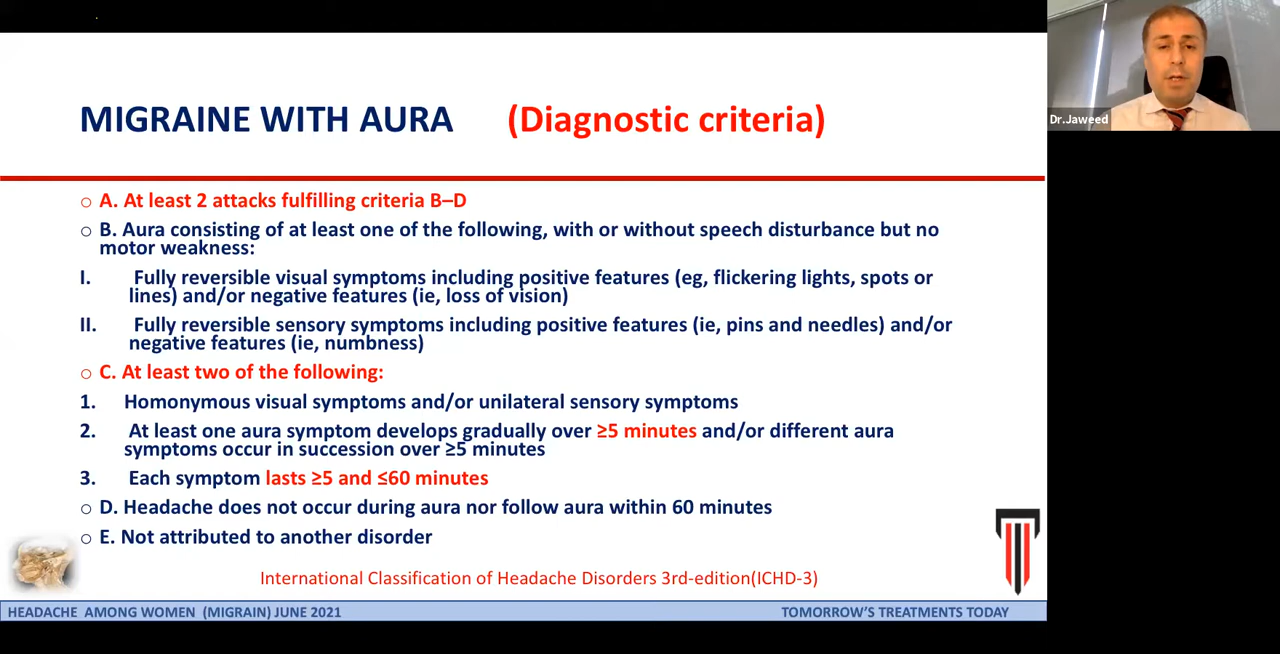 MIGRAINE WITH AURA (Diagnostic criteria)
Dr.Jaweed
○ A. At least 2 attacks fulfilling criteria B–D
○ B. Aura consisting of at least one of the following, with or without speech disturbance but no
motor weakness:
I. Fully reversible visual symptoms including positive features (eg, flickering lights, spots or
lines) and/or negative features (ie, loss of vision)
II. Fully reversible sensory symptoms including positive features (ie, pins and needles) and/or
negative features (ie, numbness)
○ C. At least two of the following:
1. Homonymous visual symptoms and/or unilateral sensory symptoms
2. At least one aura symptom develops gradually over ≥5 minutes and/or different aura
symptoms occur in succession over ≥5 minutes
3. Each symptom lasts ≥5 and ≤60 minutes
○ D. Headache does not occur during aura nor follow aura within 60 minutes
○ E. Not attributed to another disorder
International Classification of Headache Disorders 3rd-edition(ICHD-3)
HEADACHE AMONG WOMEN (MIGRAIN) JUNE 2021
TOMORROW'S TREATMENTS TODAY